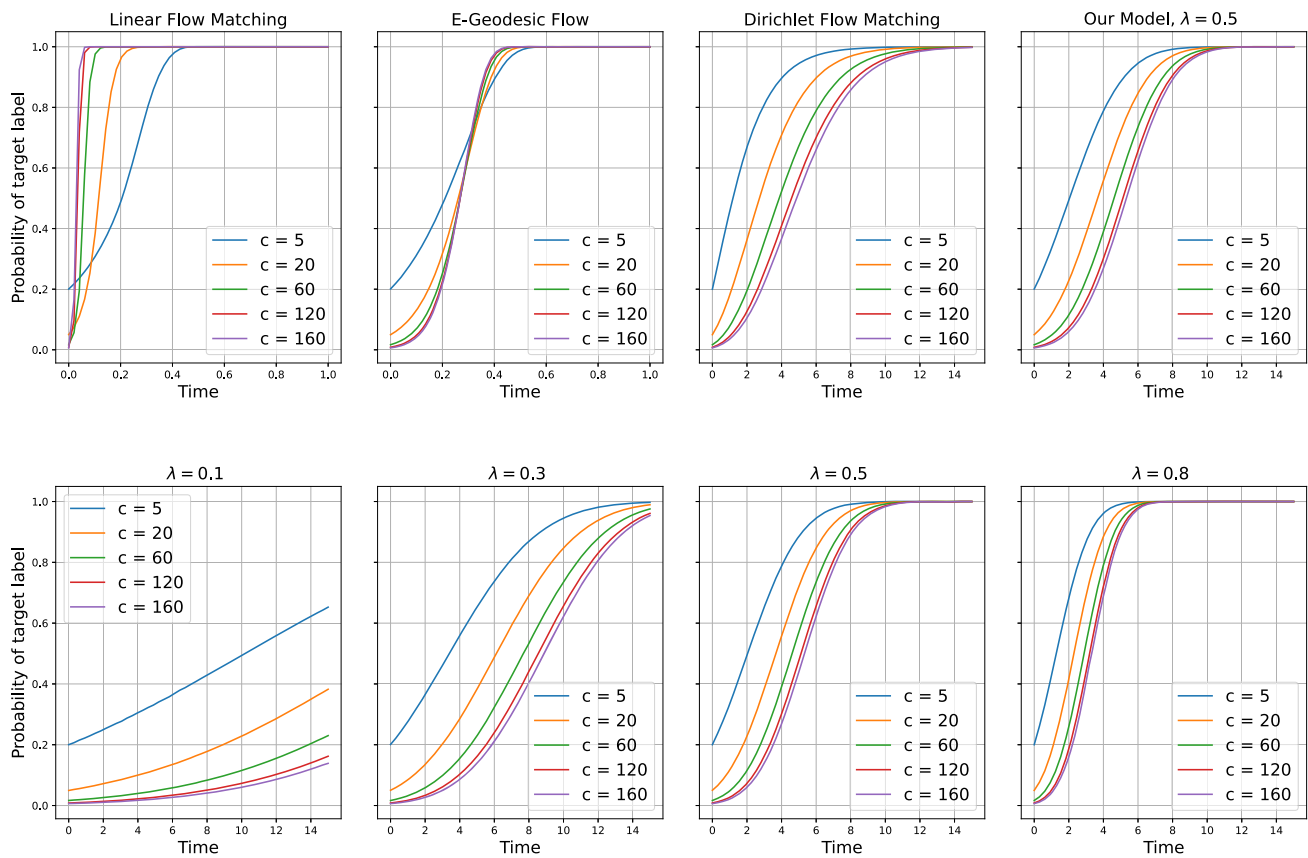 Linear Flow Matching
E-Geodesic Flow
Dirichlet Flow Matching
Our Model, λ = 0.5
Probability of target label
1.0
0.8
0.6
0.4
0.2
0.0
c = 5
c = 20
c = 60
c = 120
c = 160
c = 5
c = 20
c = 60
c = 120
c = 160
c = 5
c = 20
c = 60
c = 120
c = 160
c = 5
c = 20
c = 60
c = 120
c = 160
0.0 0.2 0.4 0.6 0.8 1.0
0.0 0.2 0.4 0.6 0.8 1.0
0 2 4 6 8 10 12 14
0 2 4 6 8 10 12 14
Time
Time
Time
Time
λ = 0.1
λ = 0.3
λ = 0.5
λ = 0.8
Probability of target label
1.0
0.8
0.6
0.4
0.2
0.0
c = 5
c = 20
c = 60
c = 120
c = 160
c = 5
c = 20
c = 60
c = 120
c = 160
c = 5
c = 20
c = 60
c = 120
c = 160
c = 5
c = 20
c = 60
c = 120
c = 160
0 2 4 6 8 10 12 14
0 2 4 6 8 10 12 14
0 2 4 6 8 10 12 14
0 2 4 6 8 10 12 14
Time
Time
Time
Time